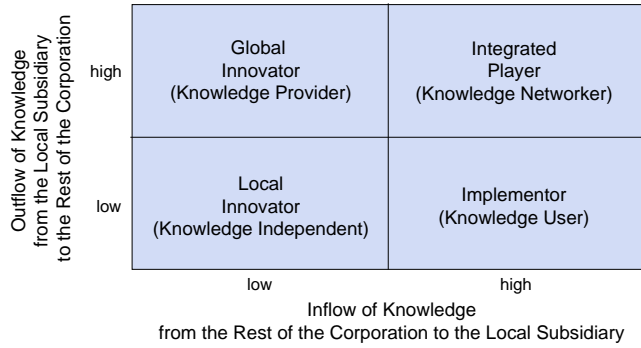 Outflow of Knowledge
from the Local Subsidiary
to the Rest of the Corporation
high
Global
Innovator
(Knowledge Provider)
Integrated
Player
(Knowledge Networker)
low
Local
Innovator
(Knowledge Independent)
Implementor
(Knowledge User)
low
high
Inflow of Knowledge
from the Rest of the Corporation to the Local Subsidiary